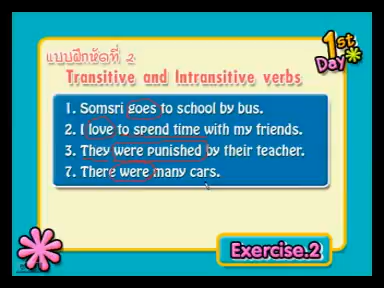 1st
Day
แบบฝึกหัดที่ 2
Transitive and Intransitive verbs
1. Somsri goes to school by bus.
2. I love to spend time with my friends.
3. They were punished by their teacher.
7. There were many cars.
Exercise.2